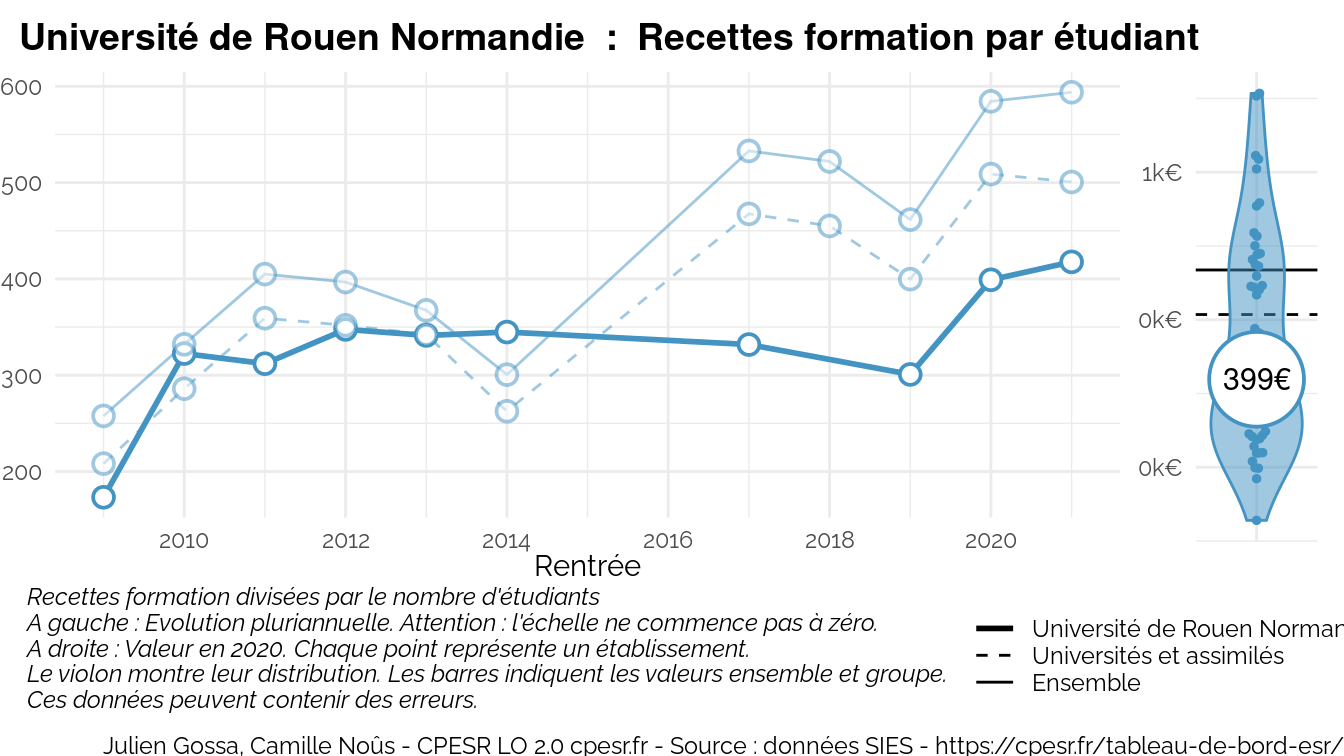 Université de Rouen Normandie : Recettes formation par étudiant
600
500
400
300
200
2010 2012 2014 2016 2018 2020
Rentrée
1k€
0k€
0k€
399€
Recettes formation divisées par le nombre d'étudiants
A gauche : Evolution pluriannuelle. Attention : l'échelle ne commence pas à zéro.
A droite : Valeur en 2020. Chaque point représente un établissement.
Le violon montre leur distribution. Les barres indiquent les valeurs ensemble et groupe.
Ces données peuvent contenir des erreurs.
Université de Rouen Norman
Universités et assimilés
Ensemble
Julien Gossa, Camille Noûs - CPESR LO 2.0 cpesr.fr - Source : données SIES - https://cpesr.fr/tableau-de-bord-esr/